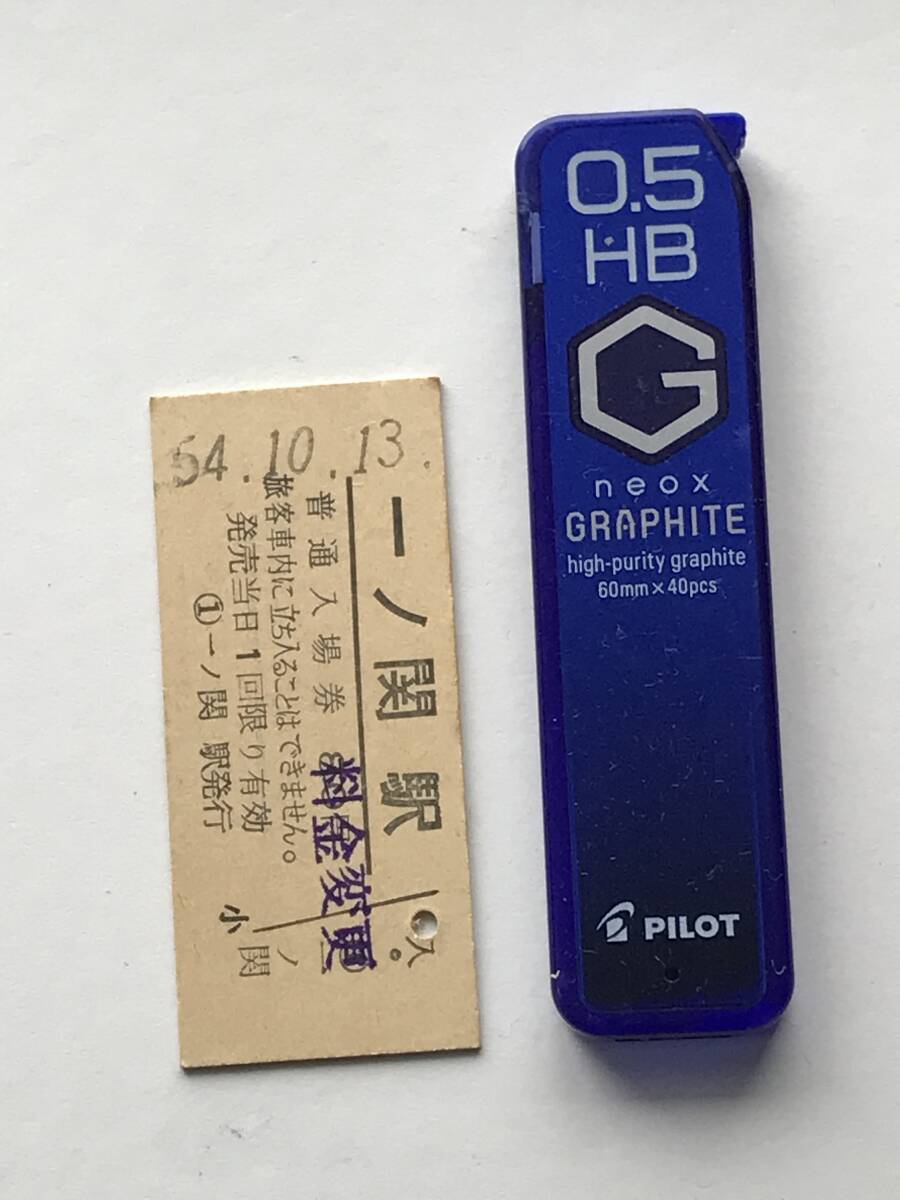 54.10.13.
一ノ関駅
普通入場券
料金変更
旅客車内に立ち入ることはできません。
発売当日1回限り有効
①一ノ関駅発行
入
ノ関
小
0.5
HB
G
neox
GRAPHITE
high-purity graphite
60mm×40pcs
PILOT